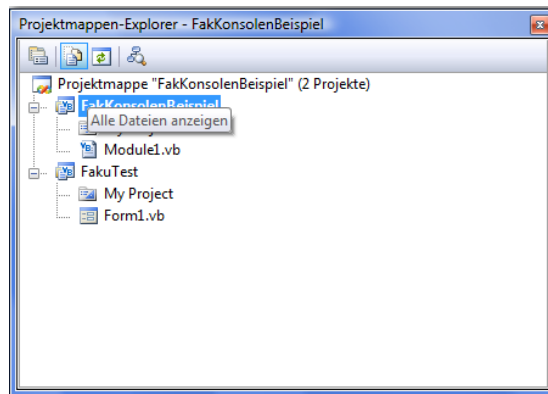 Projektmappen-Explorer - FakKonsolenBeispiel
Projektmappe "FakKonsolenBeispiel" (2 Projekte)
FakKonsolenBeispiel
Alle Dateien anzeigen
Module1.vb
FakuTest
My Project
Form1.vb